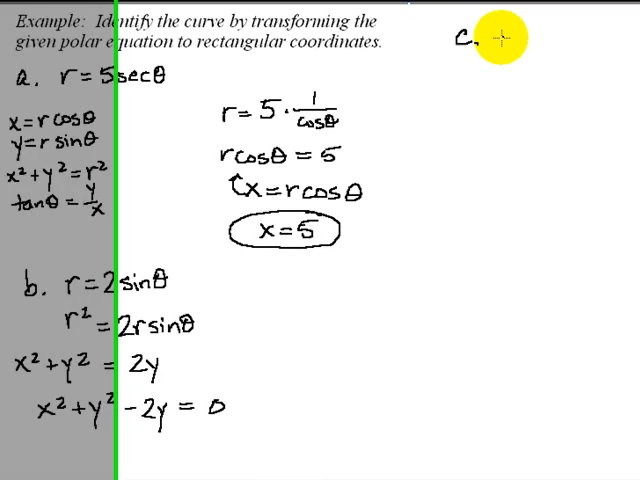 Example: Identify the curve by transforming the
given polar equation to rectangular coordinates.
c.
a. r = 5secθ
x = r cosθ
y = r sinθ
x² + y² = r²
tanθ = y/x
r = 5 · 1/cosθ
r cosθ = 5
x = r cosθ
x = 5
b. r = 2sinθ
r² = 2r sinθ
x² + y² = 2y
x² + y² - 2y = 0